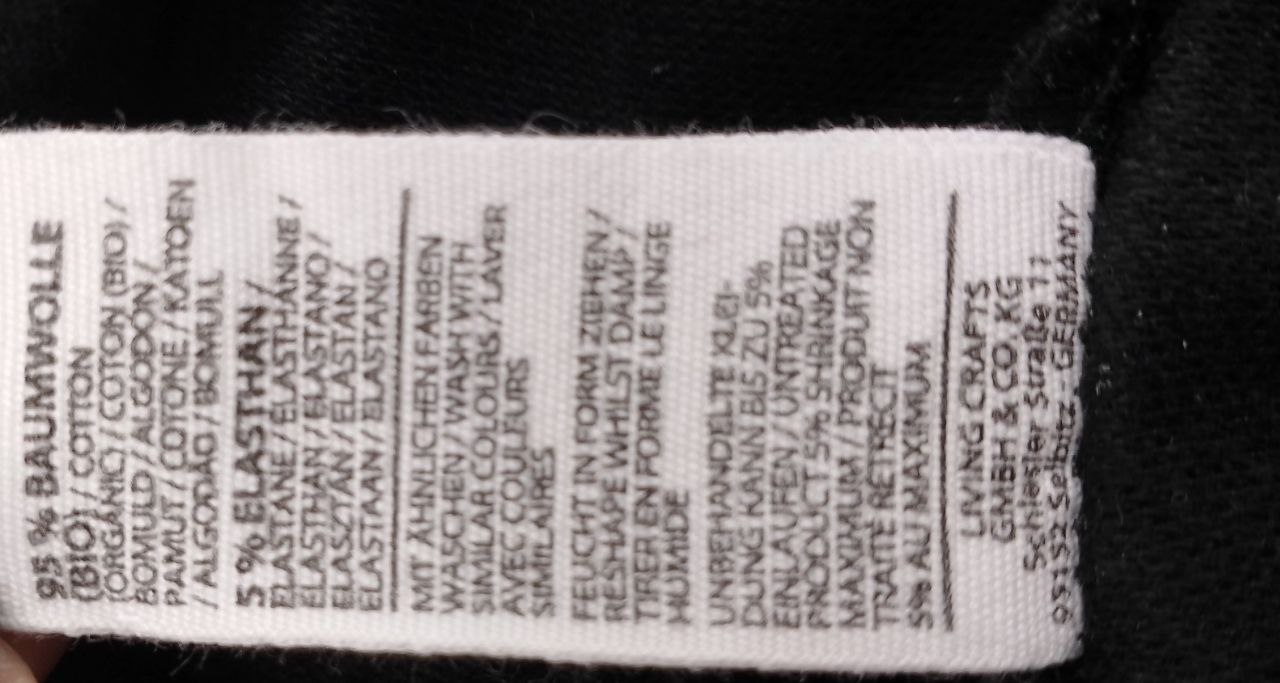 95 % BAUMWOLLE
(BIO) / COTTON
(ORGANIC) / COTON (BIO) /
BOMULD / ALGODON /
PAMUT / COTONE / KATOEN
/ ALGODÃO / BOMULL
5 % ELASTHAN /
ELASTANE / ELASTHANNE /
ELASTHAN / ELASTANO /
ELASZTÁN / ELASTAN /
ELASTAAN / ELASTANO
MIT ÄHNLICHEN FARBEN
WASCHEN / WASH WITH
SIMILAR COLOURS / LAVER
AVEC COULEURS
SIMILAIRES
FEUCHT IN FORM ZIEHEN /
RESHAPE WHILST DAMP /
TIRER EN FORME LE LINGE
HUMIDE
UNBEHANDELTE KLEI-
DUNG KANN BIS ZU 5%
EINLAUFEN / UNTREATED
PRODUCT 5% SHRINKAGE
MAXIMUM / PRODUIT NON
TRAITÉ RÉTRÉCIT
5% AU MAXIMUM
LIVING CRAFTS
GMBH & CO. KG
Schleser Straße 11
95152 Selbitz - GERMANY